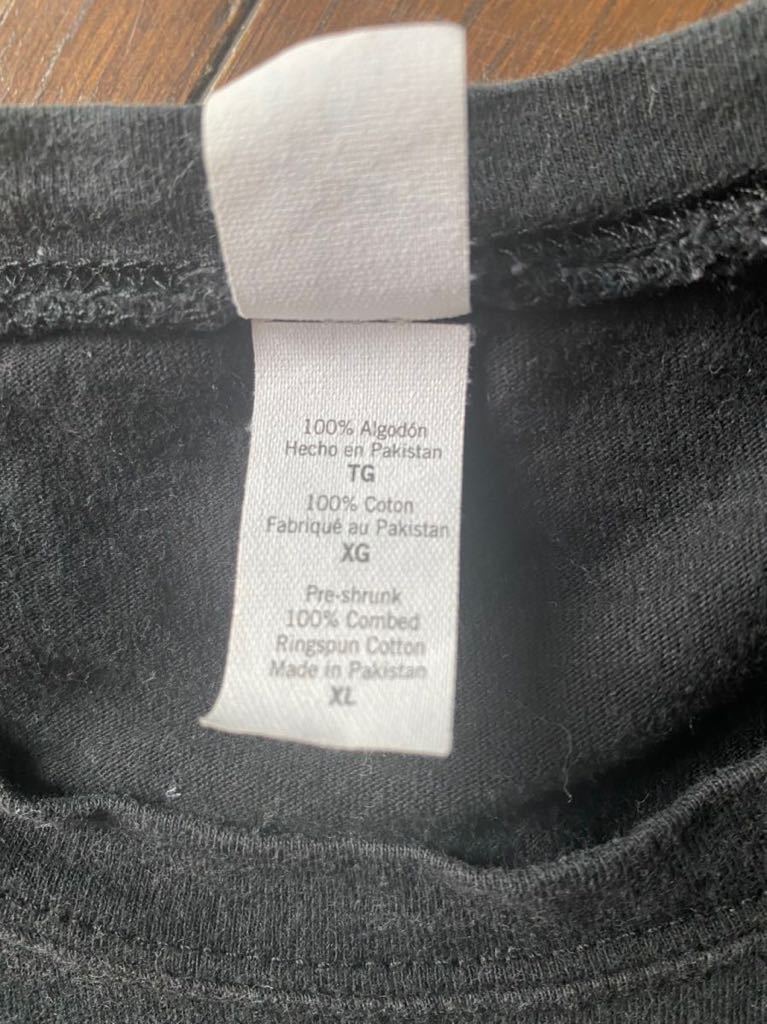 100% Algodón
Hecho en Pakistan
TG
100% Coton
Fabriqué au Pakistan
XG
Pre-shrunk
100% Combed
Ringspun Cotton
Made in Pakistan
XL